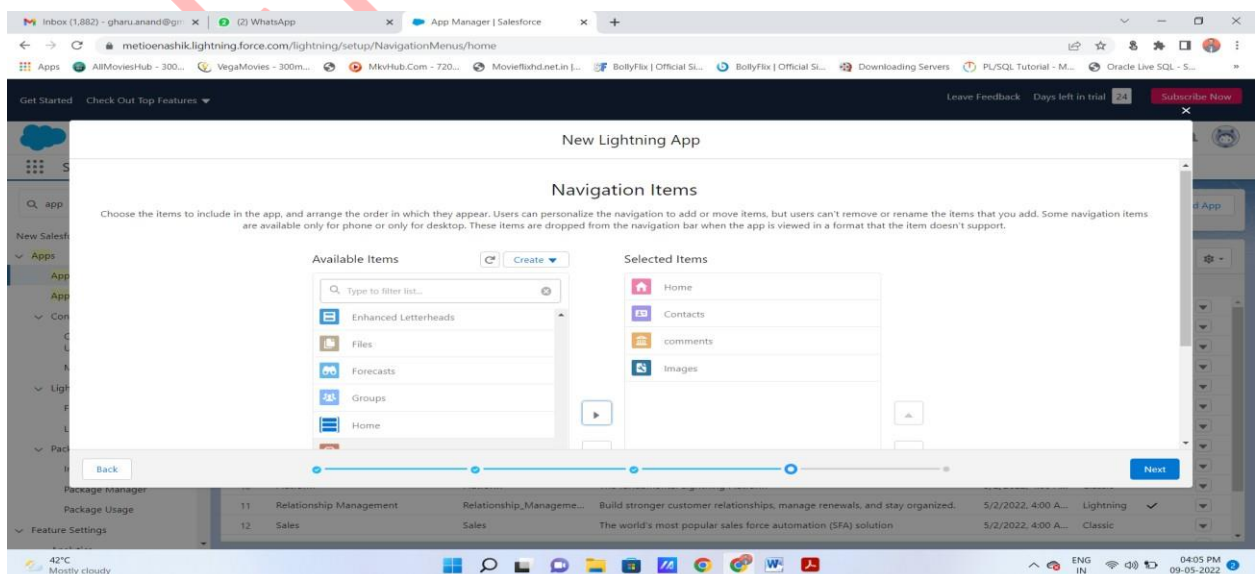 Inbox (1,882) - gharu.anand@gm
(2) WhatsApp
App Manager | Salesforce
metioenashik.lightning.force.com/lightning/setup/NavigationMenus/home
Apps AllMoviesHub - 300... VegaMovies - 300m... MkvHub.Com - 720... Movieflixhd.net.in |... BollyFlix | Official Si... BollyFlix | Official Si... Downloading Servers PL/SQL Tutorial - M... Oracle Live SQL - S... »
Get Started Check Out Top Features Leave Feedback Days left in trial 24 Subscribe Now
New Lightning App
S
app
d App
Navigation Items
Choose the items to include in the app, and arrange the order in which they appear. Users can personalize the navigation to add or move items, but users can't remove or rename the items that you add. Some navigation items
are available only for phone or only for desktop. These items are dropped from the navigation bar when the app is viewed in a format that the item doesn't support.
New Salesf
Apps
App
App
Con
Ligh
Pack
Available Items Create Selected Items
Type to filter list...
Enhanced Letterheads
Files
Forecasts
Groups
Home
Home
Contacts
comments
Images
Back Next
Package Manager
Package Usage
Feature Settings
11 Relationship Management Relationship_Manageme... Build stronger customer relationships, manage renewals, and stay organized. 5/2/2022, 4:00 A... Lightning
12 Sales Sales The world's most popular sales force automation (SFA) solution 5/2/2022, 4:00 A... Classic
42°C
Mostly cloudy
ENG
IN
04:05 PM
09-05-2022
2